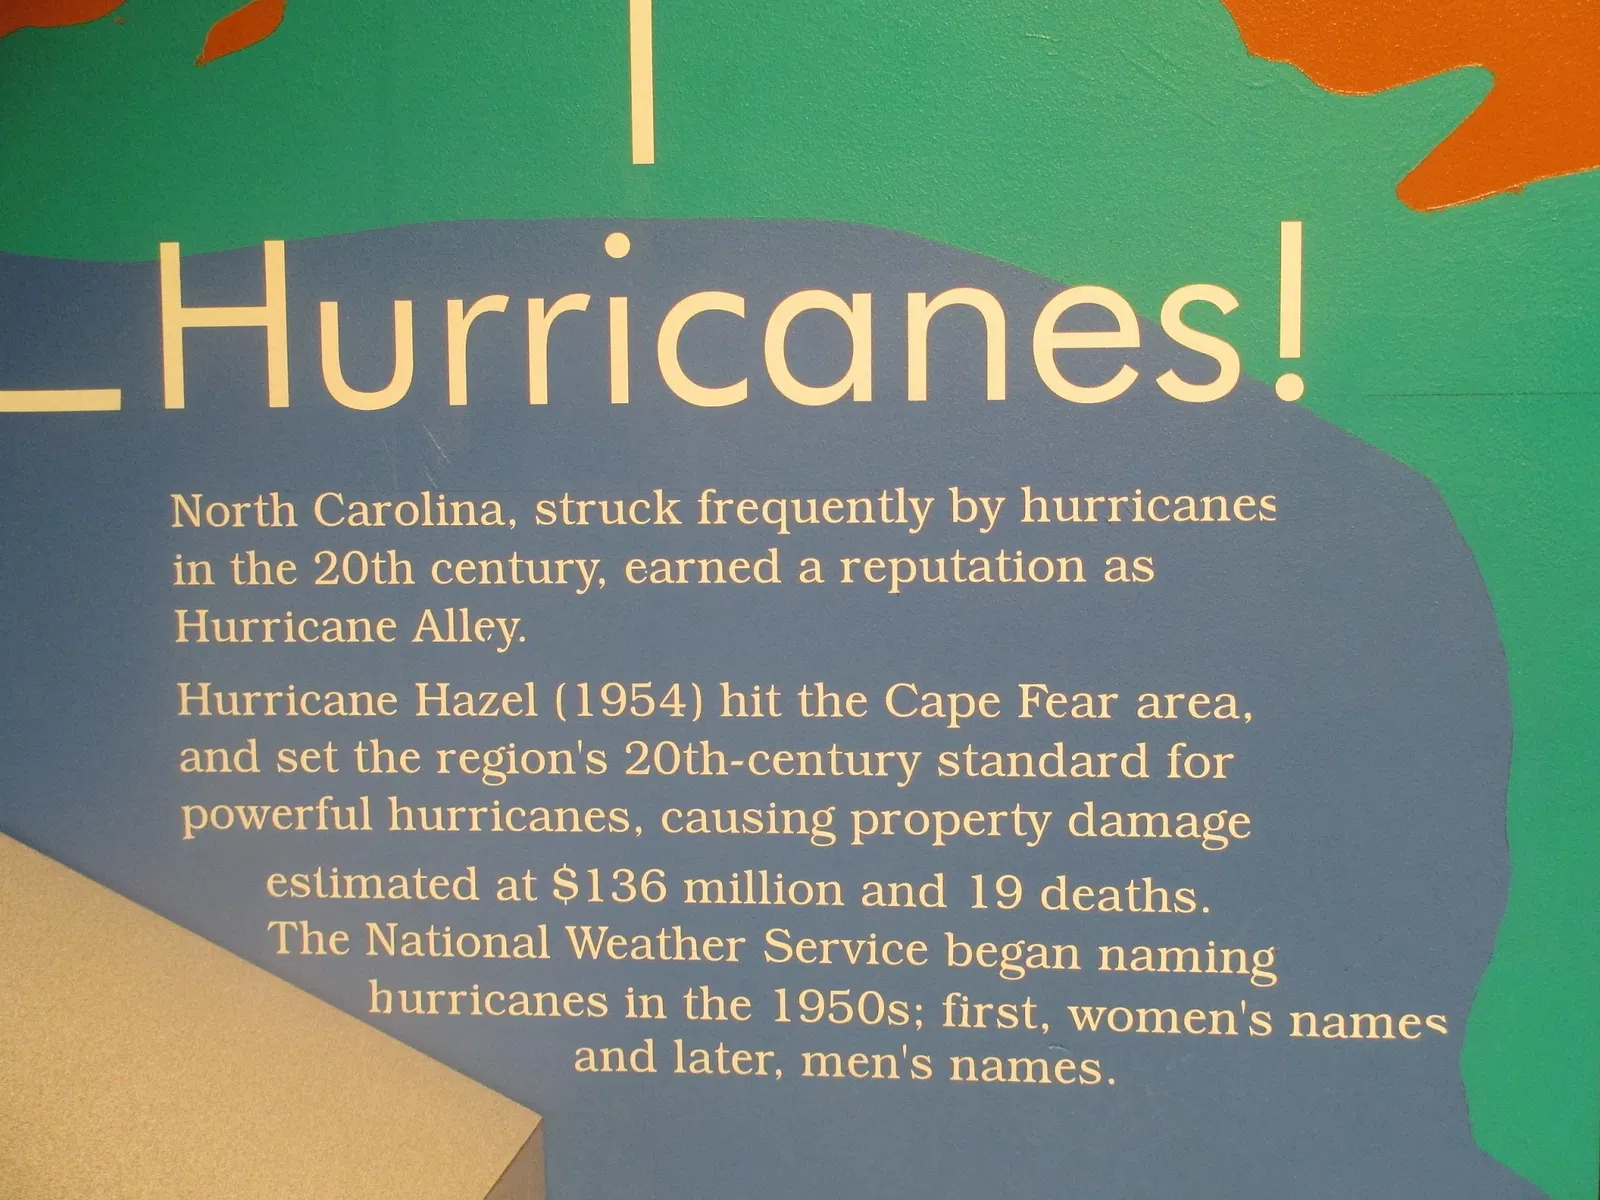 Hurricanes!
North Carolina, struck frequently by hurricanes
in the 20th century, earned a reputation as
Hurricane Alley.
Hurricane Hazel (1954) hit the Cape Fear area,
and set the region's 20th-century standard for
powerful hurricanes, causing property damage
estimated at $136 million and 19 deaths.
The National Weather Service began naming
hurricanes in the 1950s; first, women's names
and later, men's names.